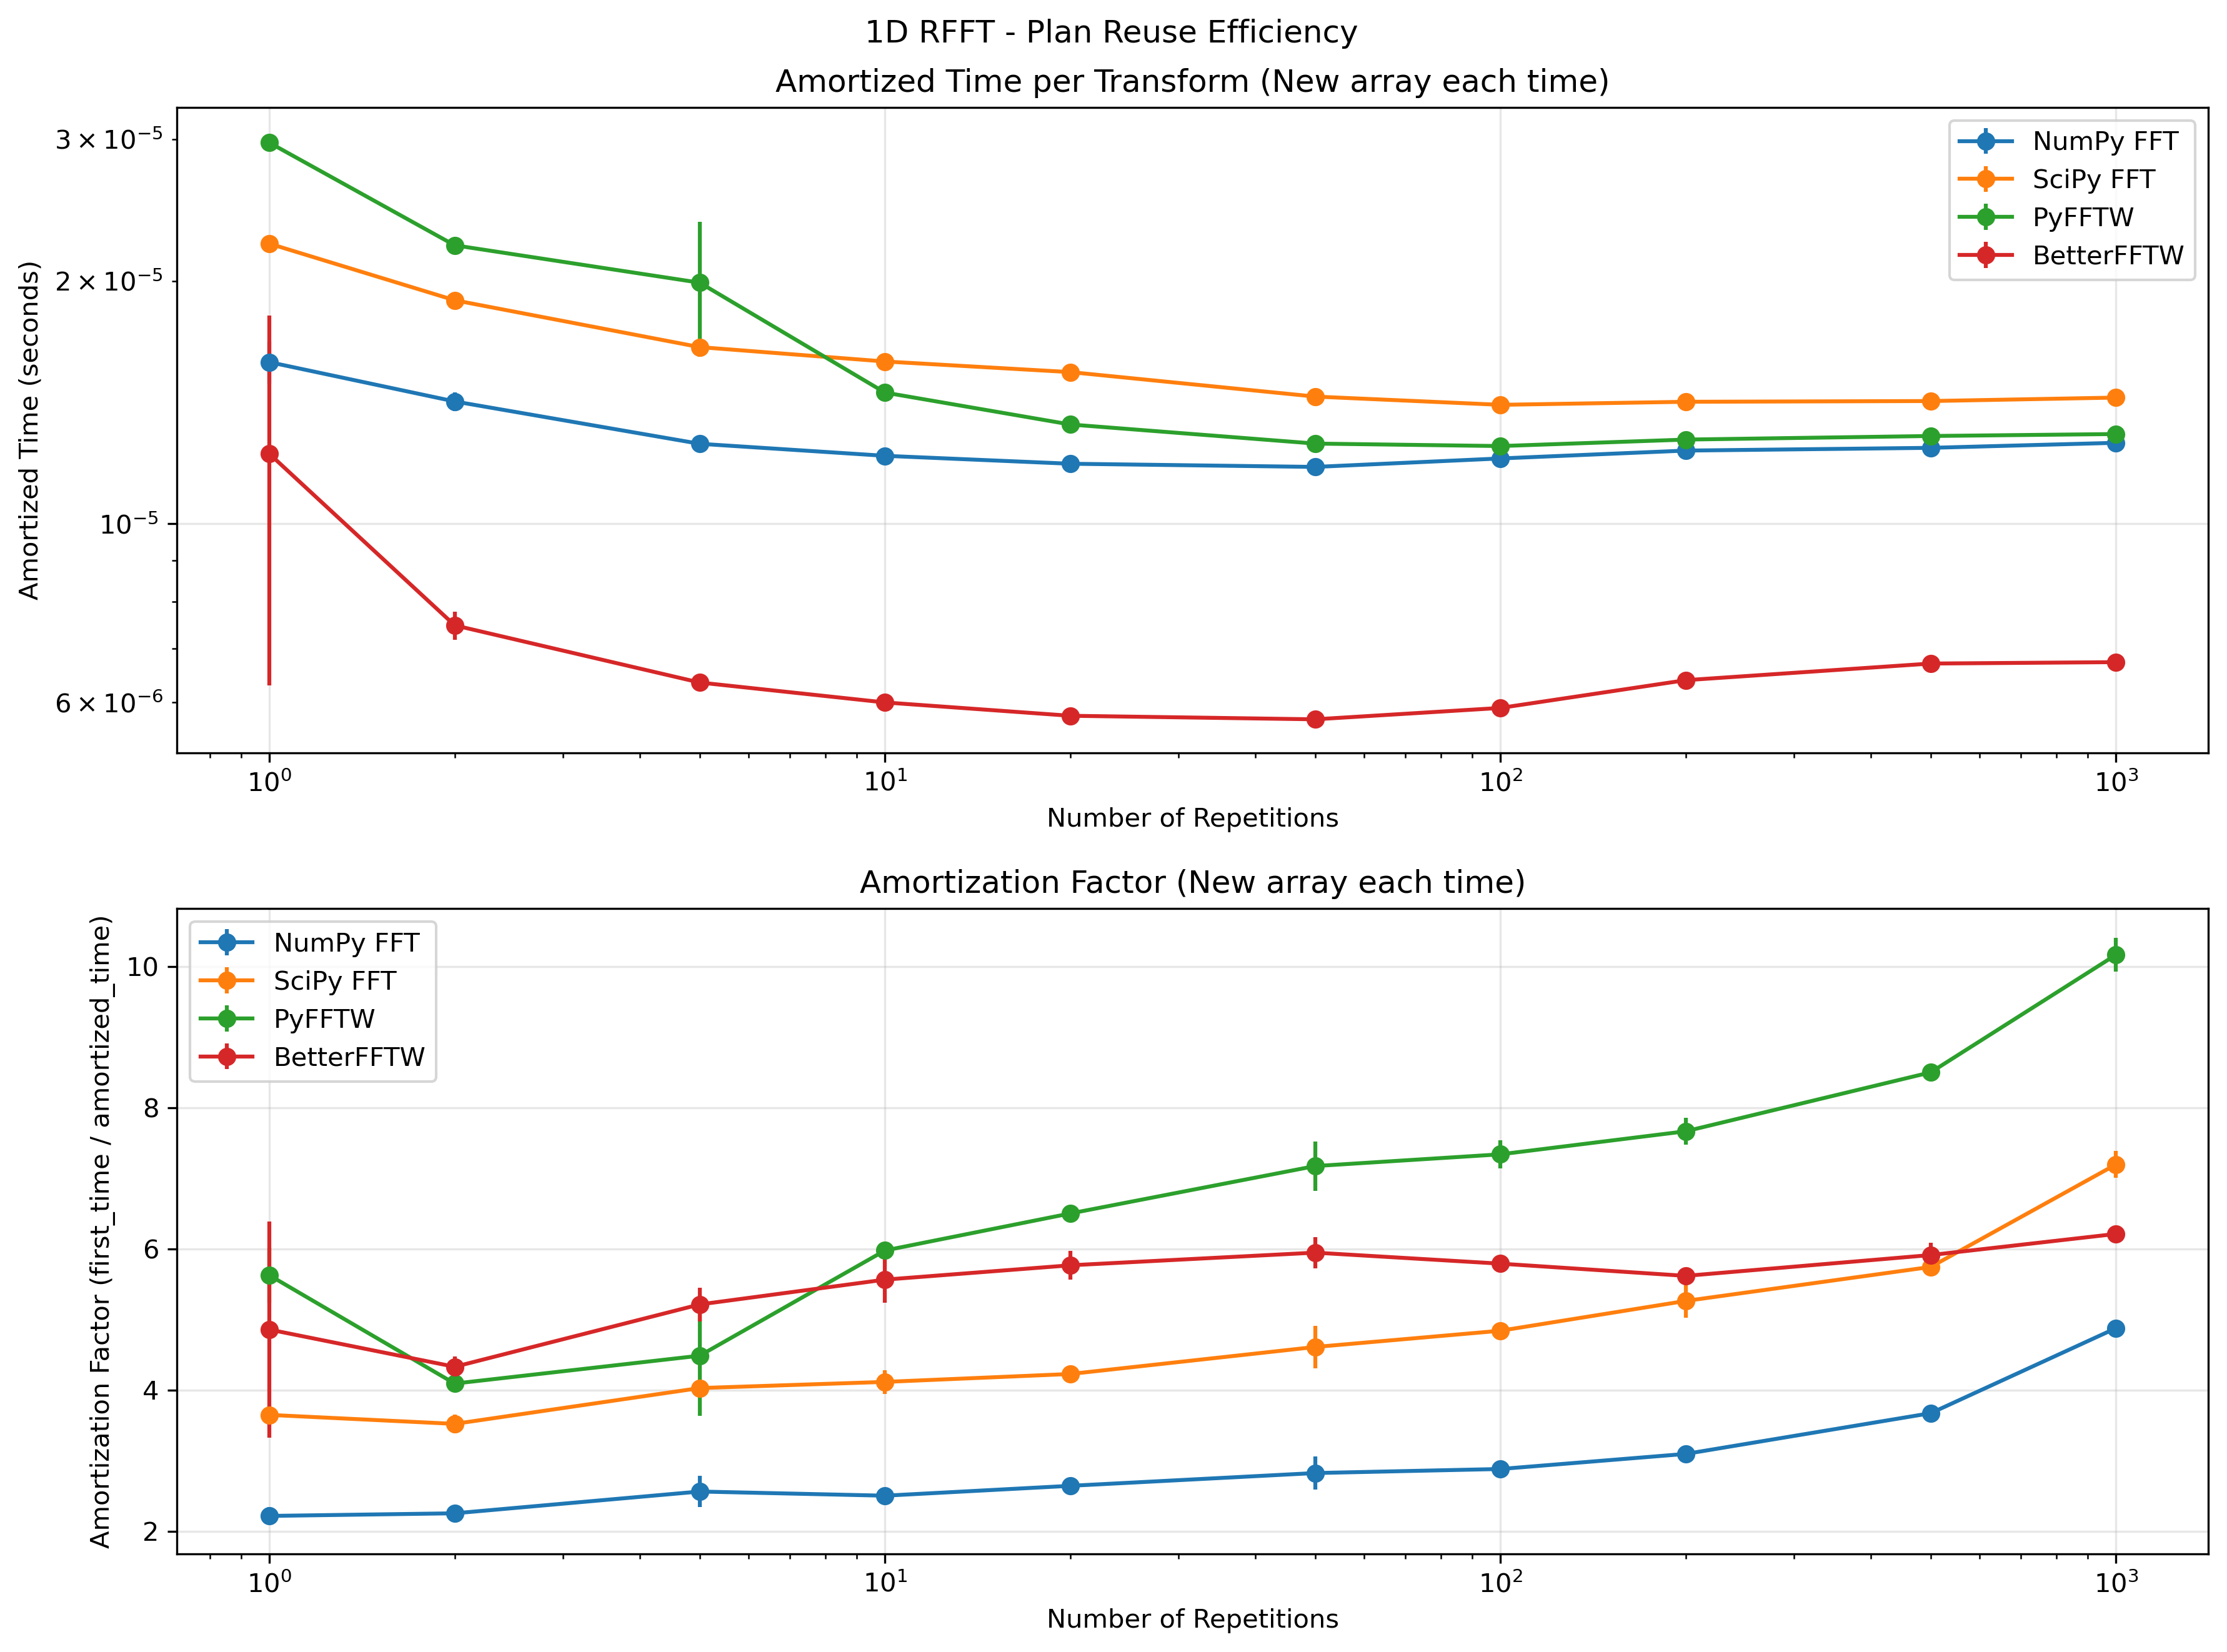 1D RFFT - Plan Reuse Efficiency
Amortized Time per Transform (New array each time)
Amortized Time (seconds)
3 × 10⁻⁵
2 × 10⁻⁵
10⁻⁵
6 × 10⁻⁶
NumPy FFT
SciPy FFT
PyFFTW
BetterFFTW
10⁰ 10¹ 10² 10³
Number of Repetitions
Amortization Factor (New array each time)
Amortization Factor (first_time / amortized_time)
10
8
6
4
2
NumPy FFT
SciPy FFT
PyFFTW
BetterFFTW
10⁰ 10¹ 10² 10³
Number of Repetitions